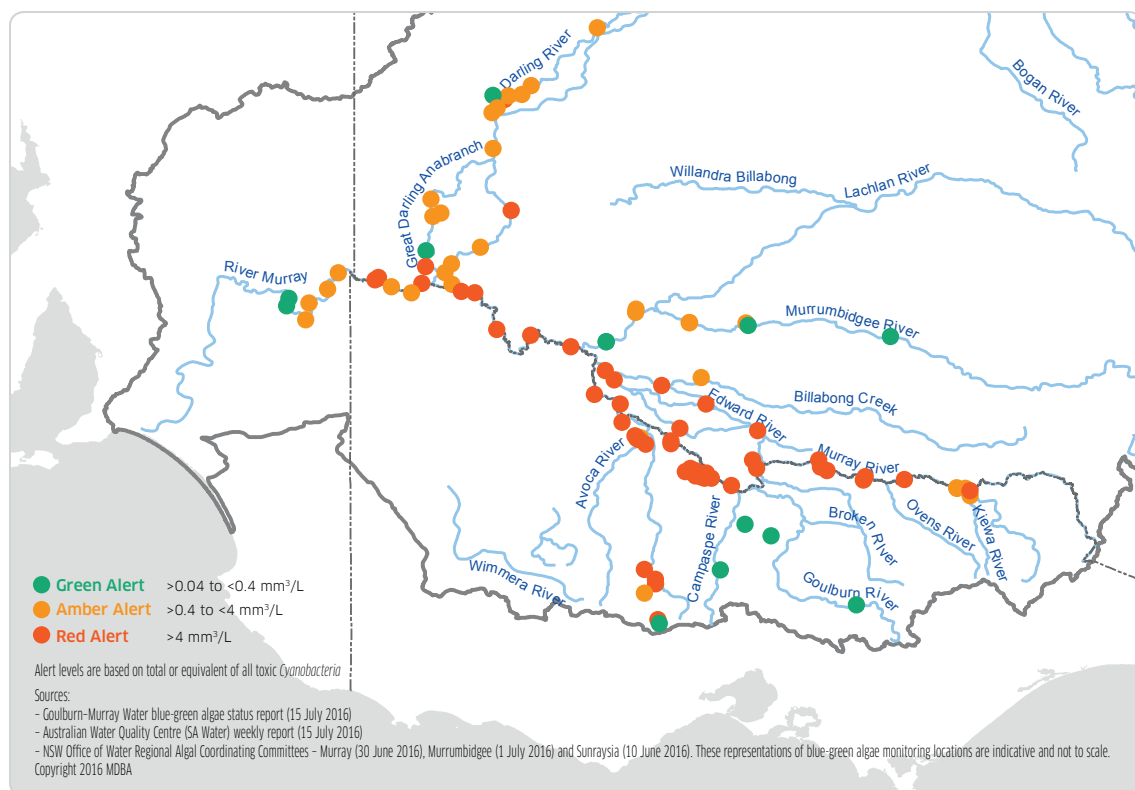 Darling River
Bogan River
Great Darling Anabranch
Willandra Billabong
Lachlan River
River Murray
Murrumbidgee River
Billabong Creek
Edward River
Murray River
Avoca River
Campaspe River
Broken RIver
Ovens River
Kiewa River
Wimmera River
Goulburn River
Green Alert >0.04 to <0.4 mm³/L
Amber Alert >0.4 to <4 mm³/L
Red Alert >4 mm³/L
Alert levels are based on total or equivalent of all toxic Cyanobacteria
Sources:
– Goulburn–Murray Water blue-green algae status report (15 July 2016)
– Australian Water Quality Centre (SA Water) weekly report (15 July 2016)
– NSW Office of Water Regional Algal Coordinating Committees – Murray (30 June 2016), Murrumbidgee (1 July 2016) and Sunraysia (10 June 2016). These representations of blue-green algae monitoring locations are indicative and not to scale.
Copyright 2016 MDBA